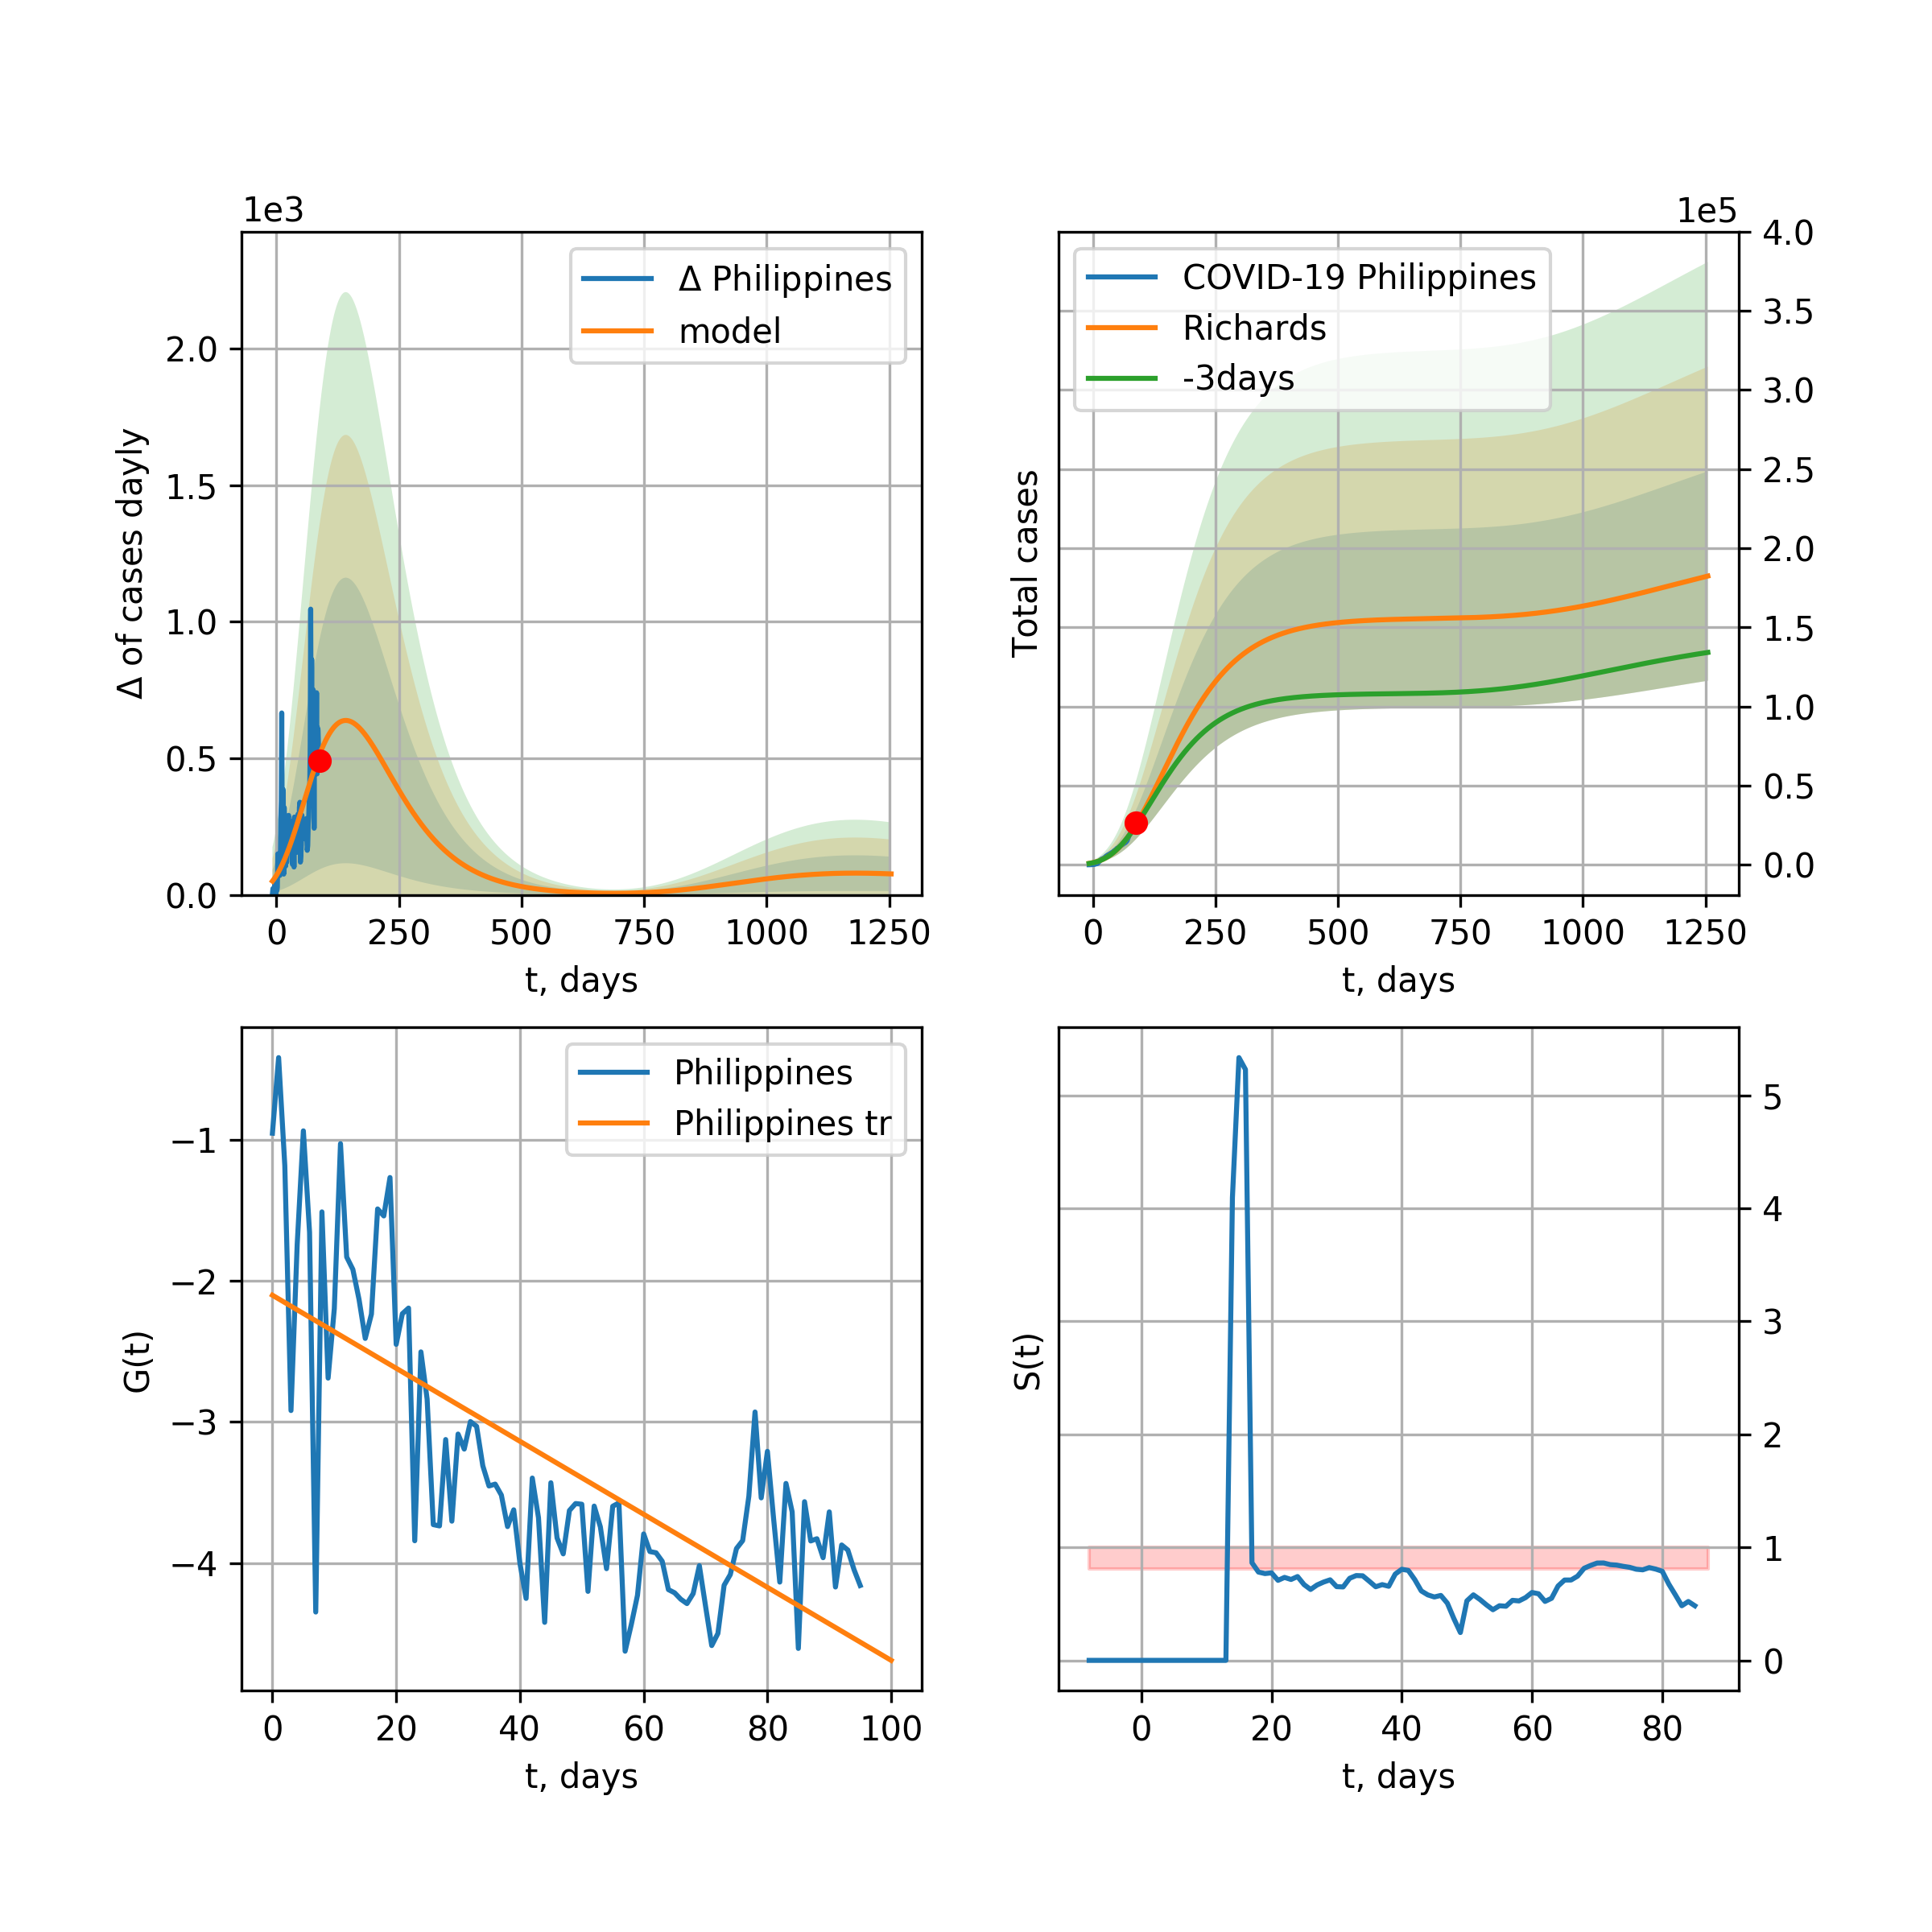 1e3
Δ of cases dayly
2.0
1.5
1.0
0.5
0.0
Δ Philippines
model
0 250 500 750 1000 1250
t, days
1e5
Total cases
COVID-19 Philippines
Richards
-3days
4.0
3.5
3.0
2.5
2.0
1.5
1.0
0.5
0.0
0 250 500 750 1000 1250
t, days
G(t)
−1
−2
−3
−4
Philippines
Philippines tr
0 20 40 60 80 100
t, days
S(t)
5
4
3
2
1
0
0 20 40 60 80
t, days